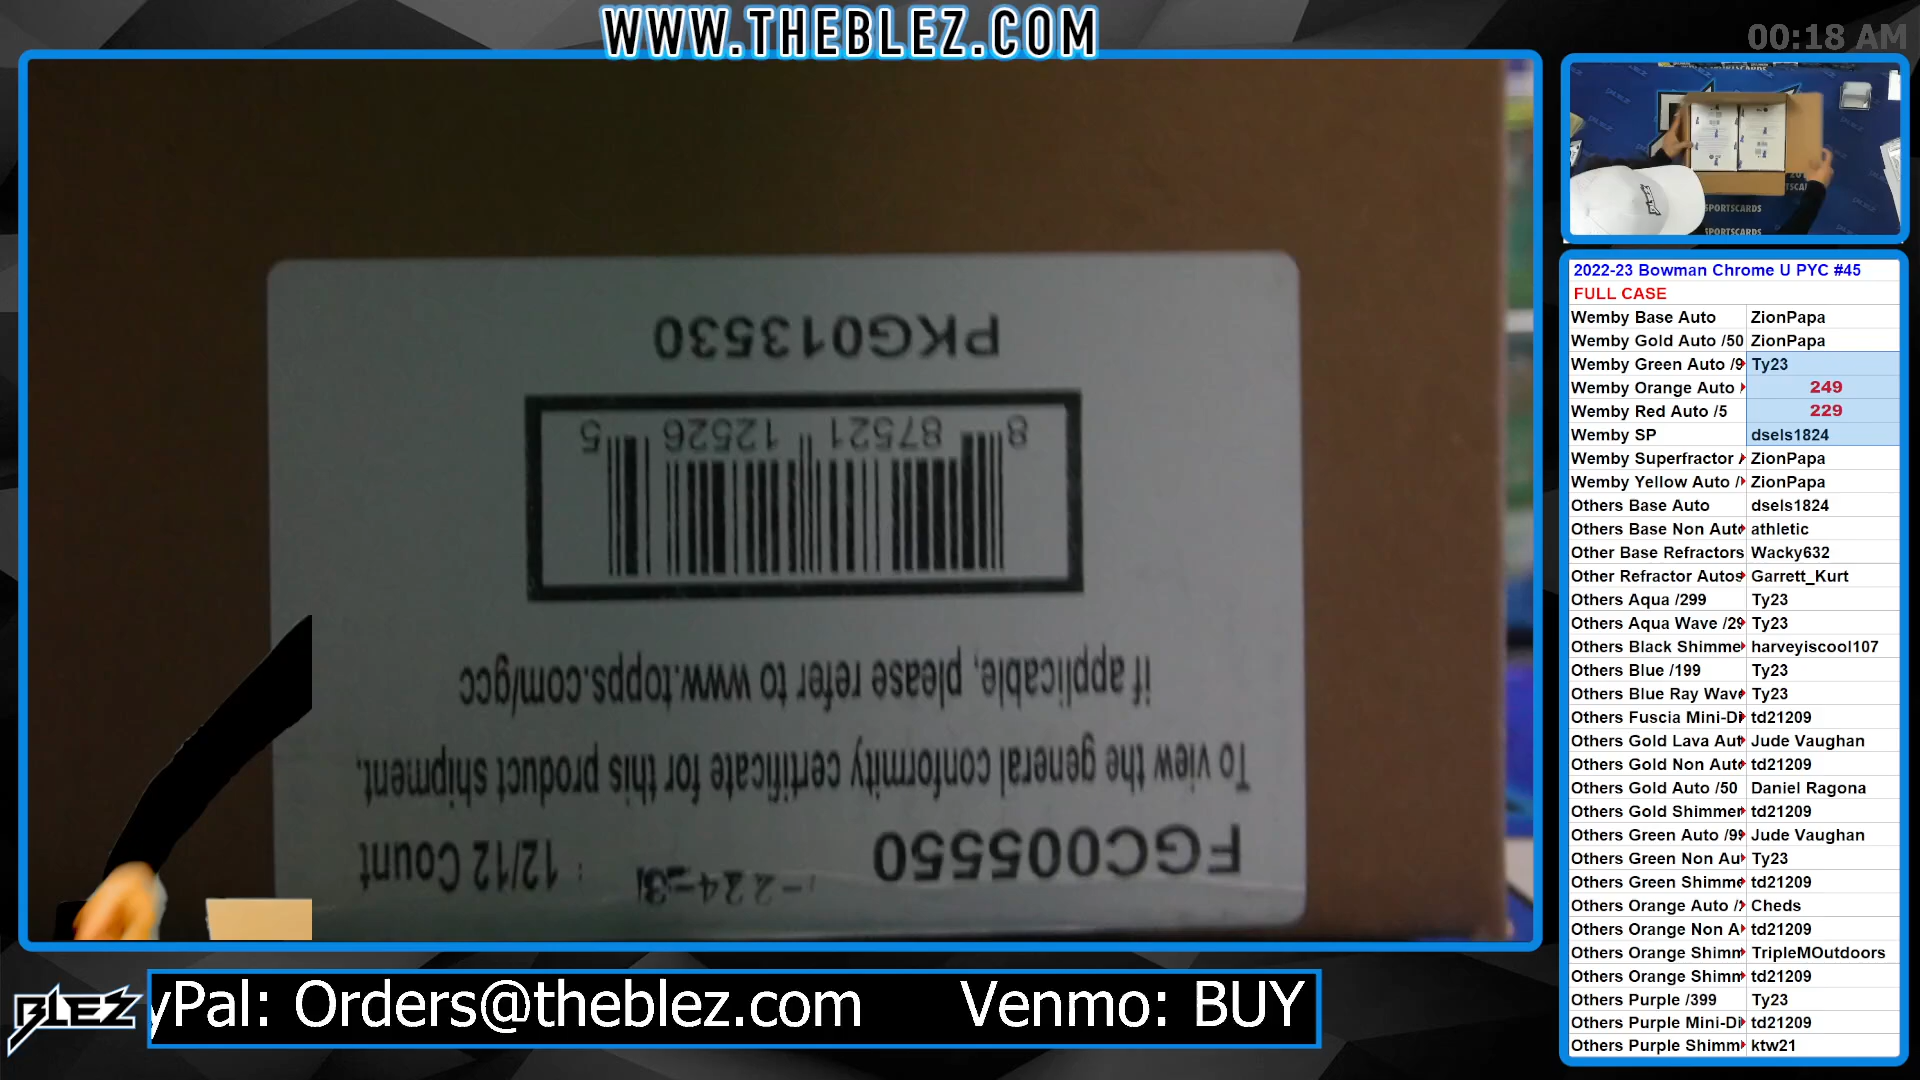 WWW.THEBLEZ.COM
00:18 AM
PKG013530
8 87521 12526 5
if applicable, please refer to www.topps.com/gcc
To view the general conformity certificate for this product shipment,
FGC005550
12/12 Count
SPORTSCARDS
SPORTSCARDS
2022-23 Bowman Chrome U PYC #45
FULL CASE
Wemby Base Auto ZionPapa
Wemby Gold Auto /50 ZionPapa
Wemby Green Auto /9 Ty23
Wemby Orange Auto 249
Wemby Red Auto /5 229
Wemby SP dsels1824
Wemby Superfractor ZionPapa
Wemby Yellow Auto / ZionPapa
Others Base Auto dsels1824
Others Base Non Auto athletic
Other Base Refractors Wacky632
Other Refractor Autos Garrett_Kurt
Others Aqua /299 Ty23
Others Aqua Wave /29 Ty23
Others Black Shimme harveyiscool107
Others Blue /199 Ty23
Others Blue Ray Wave Ty23
Others Fuscia Mini-Di td21209
Others Gold Lava Aut Jude Vaughan
Others Gold Non Auto td21209
Others Gold Auto /50 Daniel Ragona
Others Gold Shimmer td21209
Others Green Auto /99 Jude Vaughan
Others Green Non Au Ty23
Others Green Shimme td21209
Others Orange Auto / Cheds
Others Orange Non A td21209
Others Orange Shimm TripleMOutdoors
Others Orange Shimm td21209
Others Purple /399 Ty23
Others Purple Mini-Di td21209
Others Purple Shimm ktw21
BLEZ
yPal: Orders@theblez.com Venmo: BUY